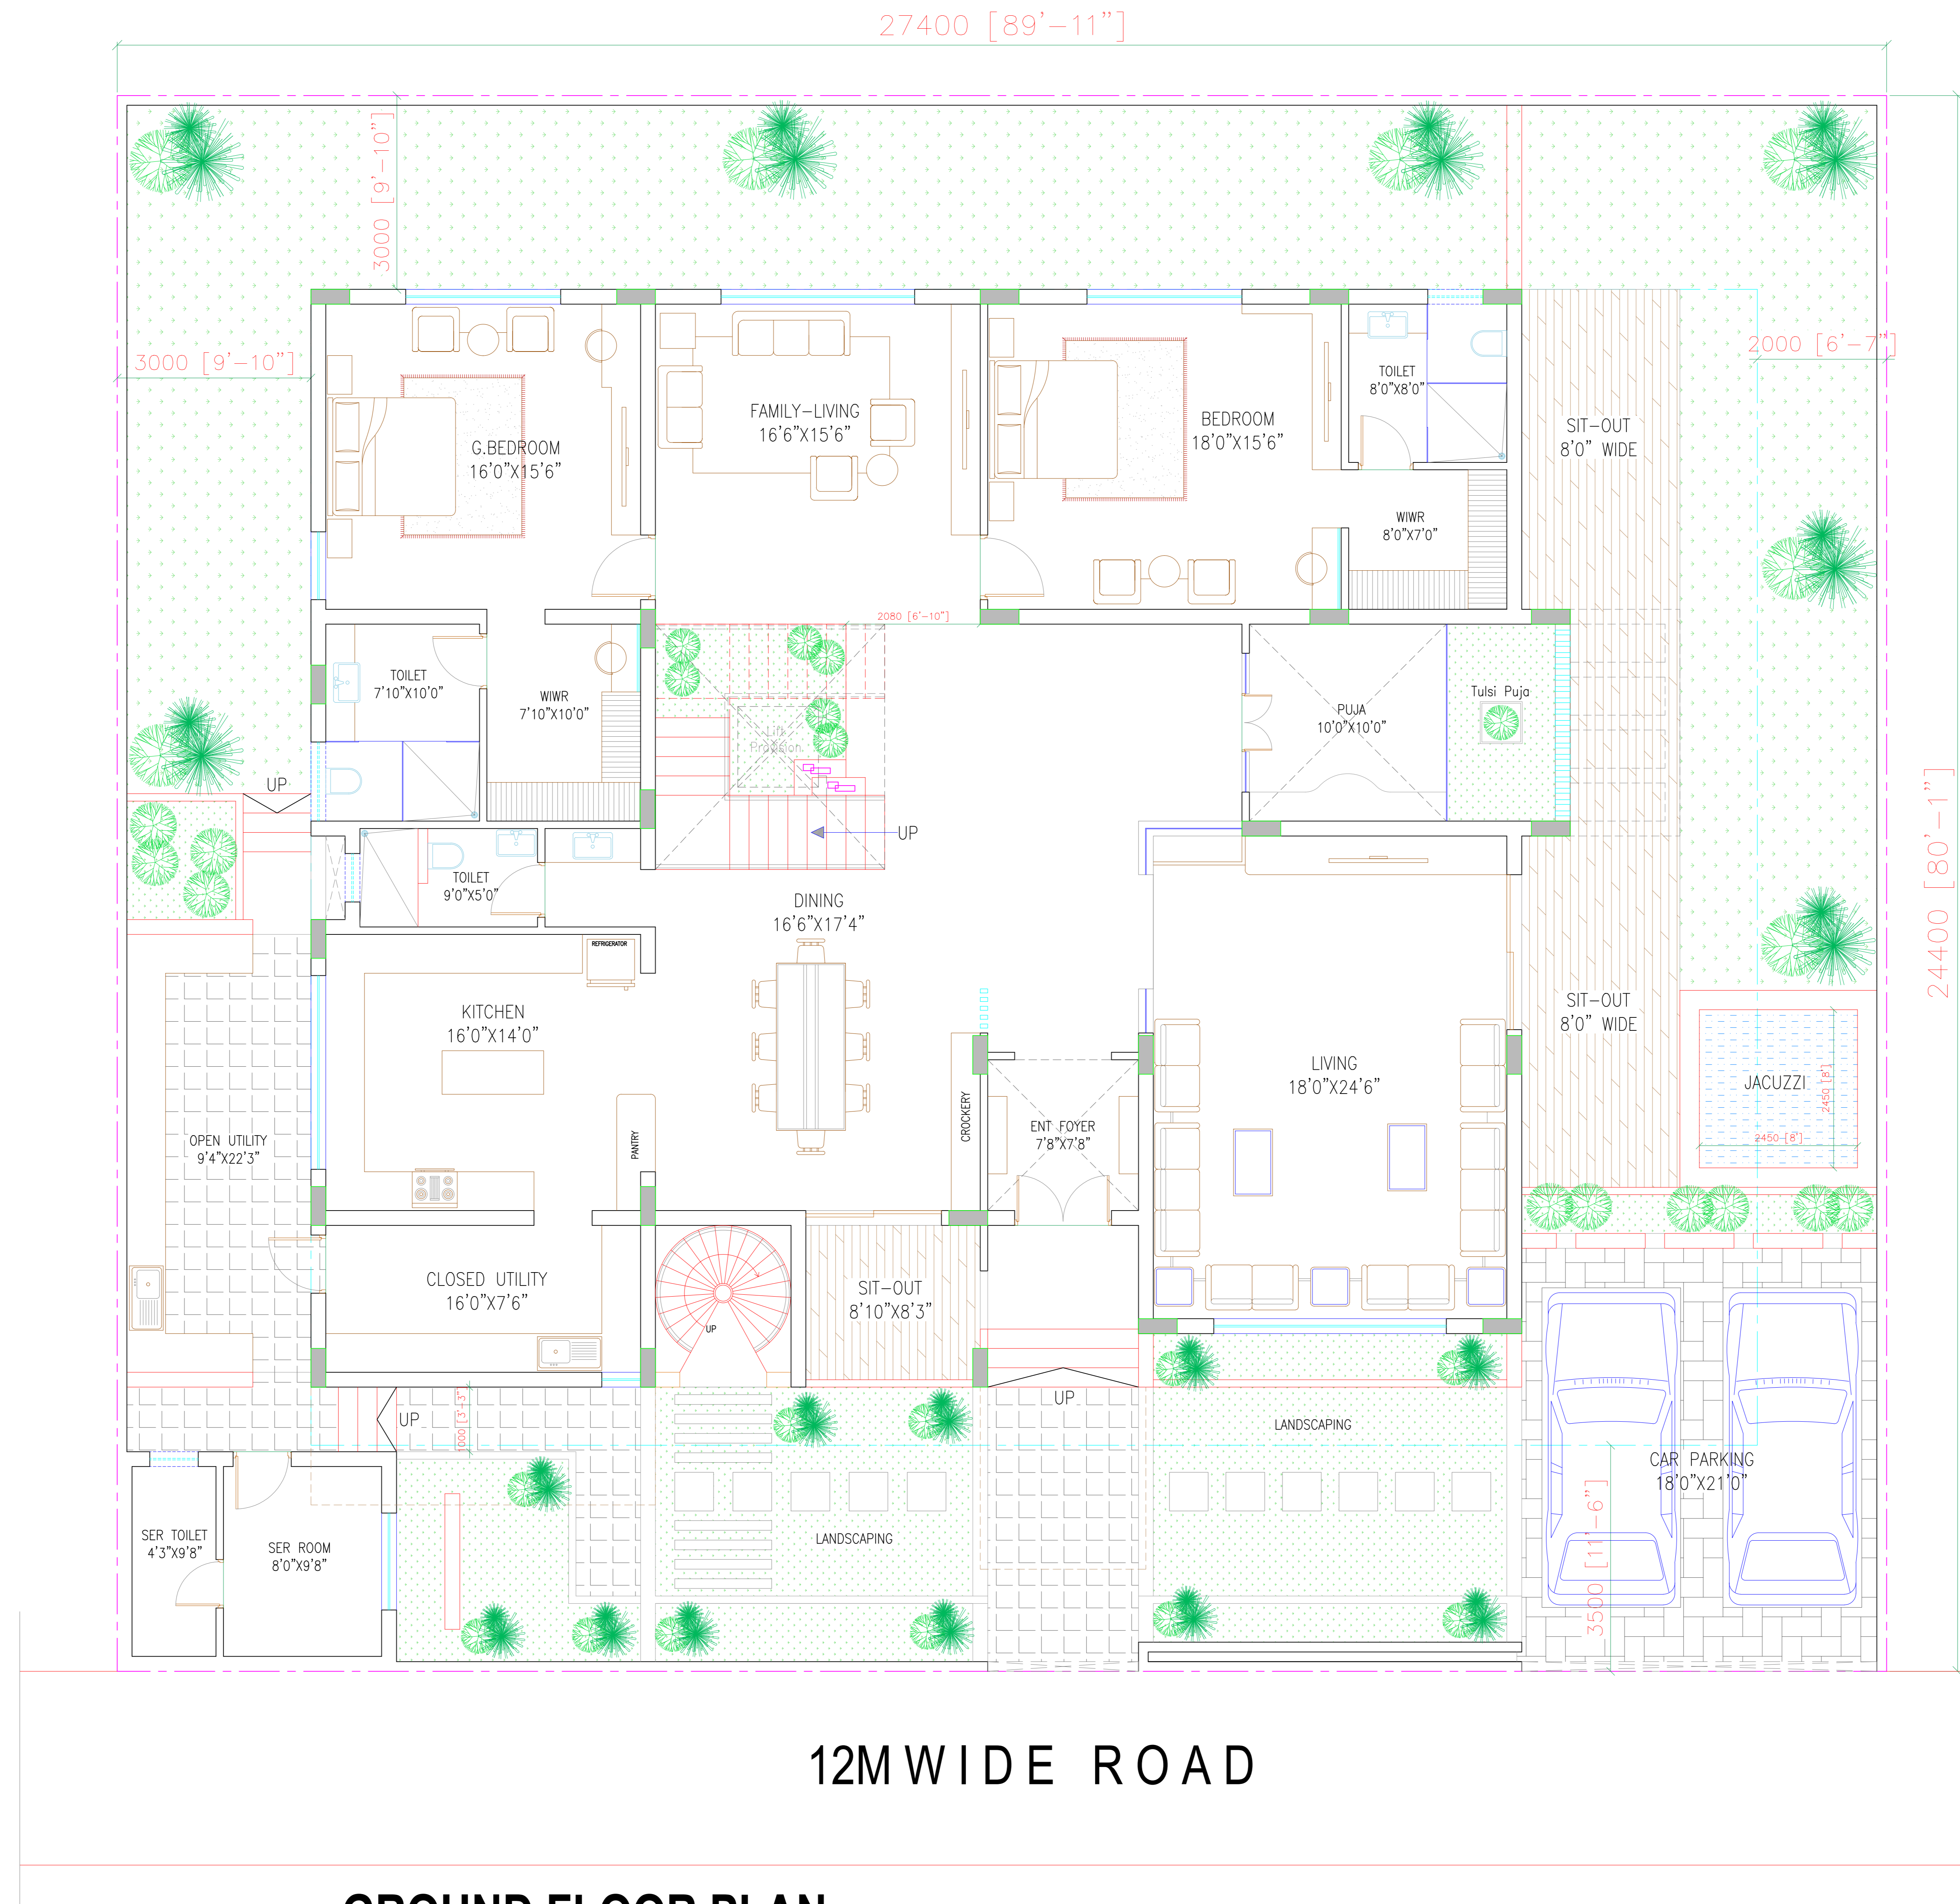 27400 [89'-11"]
3000 [9'-10"]
3000 [9'-10"]
2000 [6'-7"]
TOILET
8'0"X8'0"
FAMILY-LIVING
16'6"X15'6"
BEDROOM
18'0"X15'6"
SIT-OUT
8'0" WIDE
G.BEDROOM
16'0"X15'6"
WIWR
8'0"X7'0"
2080 [6'-10"]
TOILET
7'10"X10'0"
WIWR
7'10"X10'0"
Tulsi Puja
PUJA
10'0"X10'0"
Lift
Provision
UP
UP
24400 [80'-1"]
TOILET
9'0"X5'0"
DINING
16'6"X17'4"
REFRIGERATOR
KITCHEN
16'0"X14'0"
SIT-OUT
8'0" WIDE
LIVING
18'0"X24'6"
JACUZZI
2450 [8']
2450 [8']
CROCKERY
ENT FOYER
7'8"X7'8"
PANTRY
OPEN UTILITY
9'4"X22'3"
CLOSED UTILITY
16'0"X7'6"
SIT-OUT
8'10"X8'3"
UP
UP
UP
1000 [3'-3"]
LANDSCAPING
CAR PARKING
18'0"X21'0"
3500 [11'-6"]
SER TOILET
4'3"X9'8"
SER ROOM
8'0"X9'8"
LANDSCAPING
12M WIDE ROAD
GROUND FLOOR PLAN